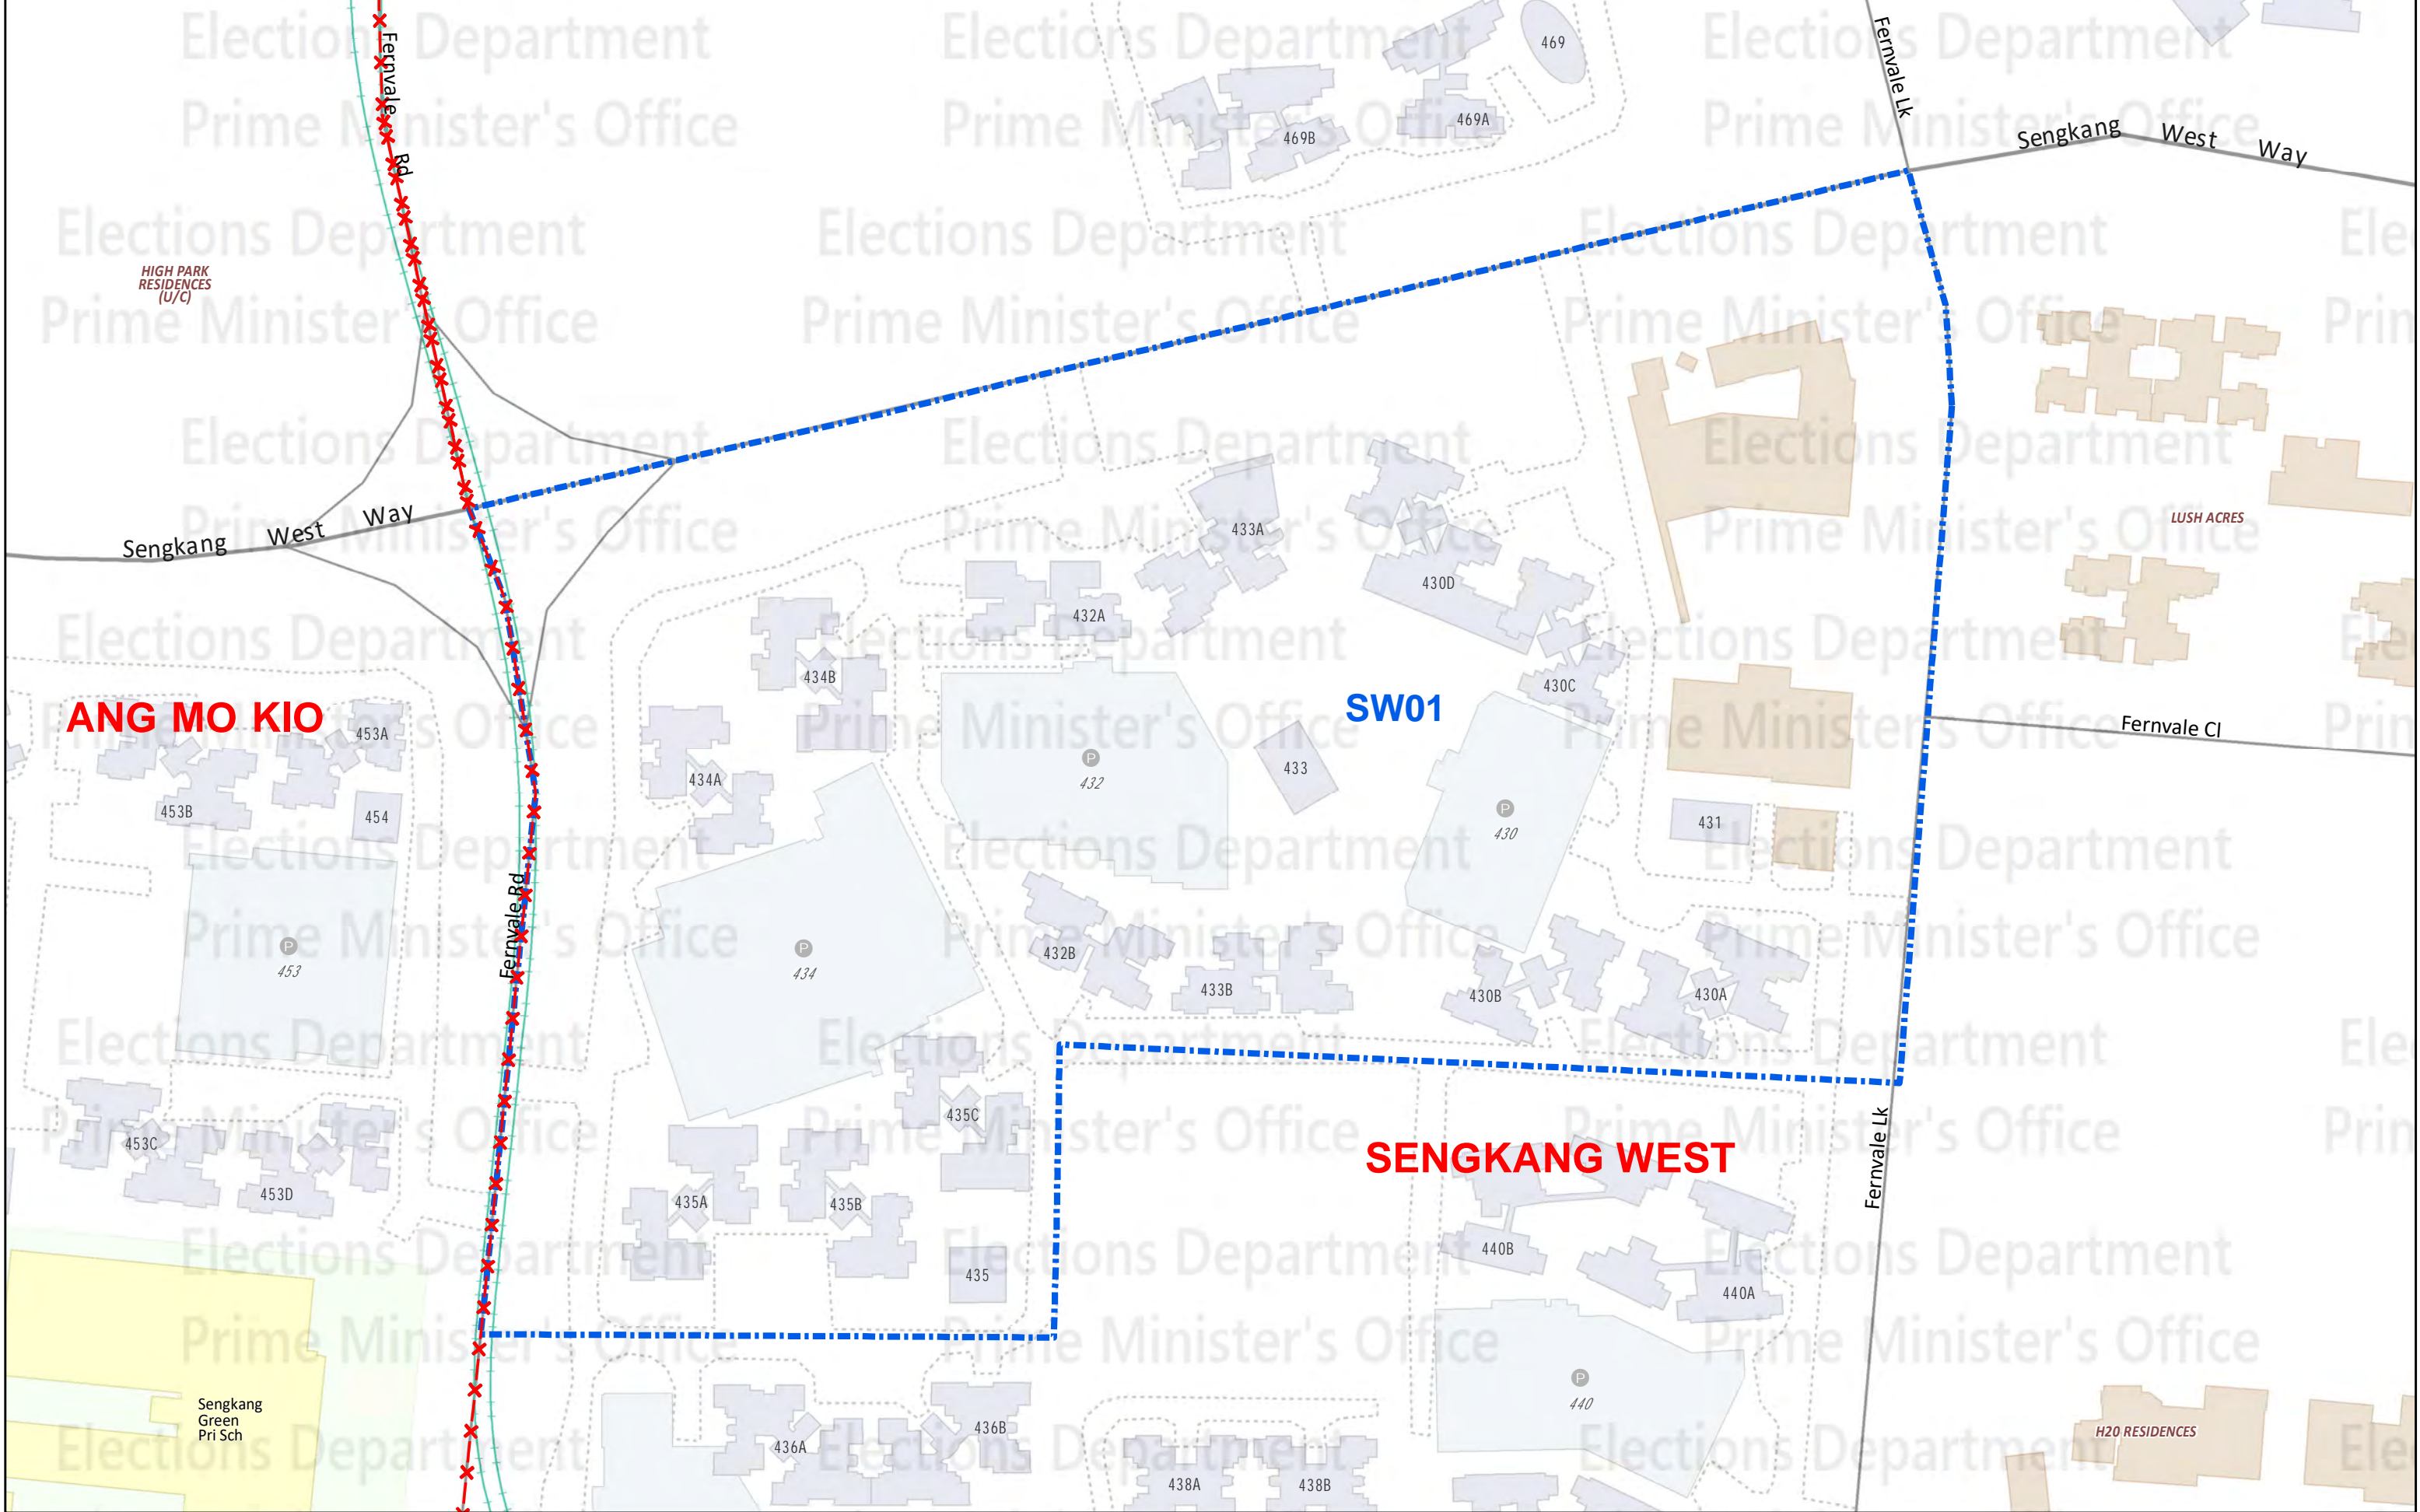 Elections Department
Prime Minister's Office
Fernvale Rd
469
469A
469B
Fernvale Lk
Sengkang West Way
HIGH PARK
RESIDENCES
(U/C)
Sengkang West Way
LUSH ACRES
433A
430D
432A
434B
430C
SW01
ANG MO KIO
453A
Fernvale Cl
434A
P
432
433
453B
454
P
430
431
Fernvale Rd
P
453
P
434
432B
433B
430B
430A
435C
453C
SENGKANG WEST
Fernvale Lk
453D
435A
435B
440B
435
440A
P
440
Sengkang
Green
Pri Sch
436A
436B
H20 RESIDENCES
438A
438B